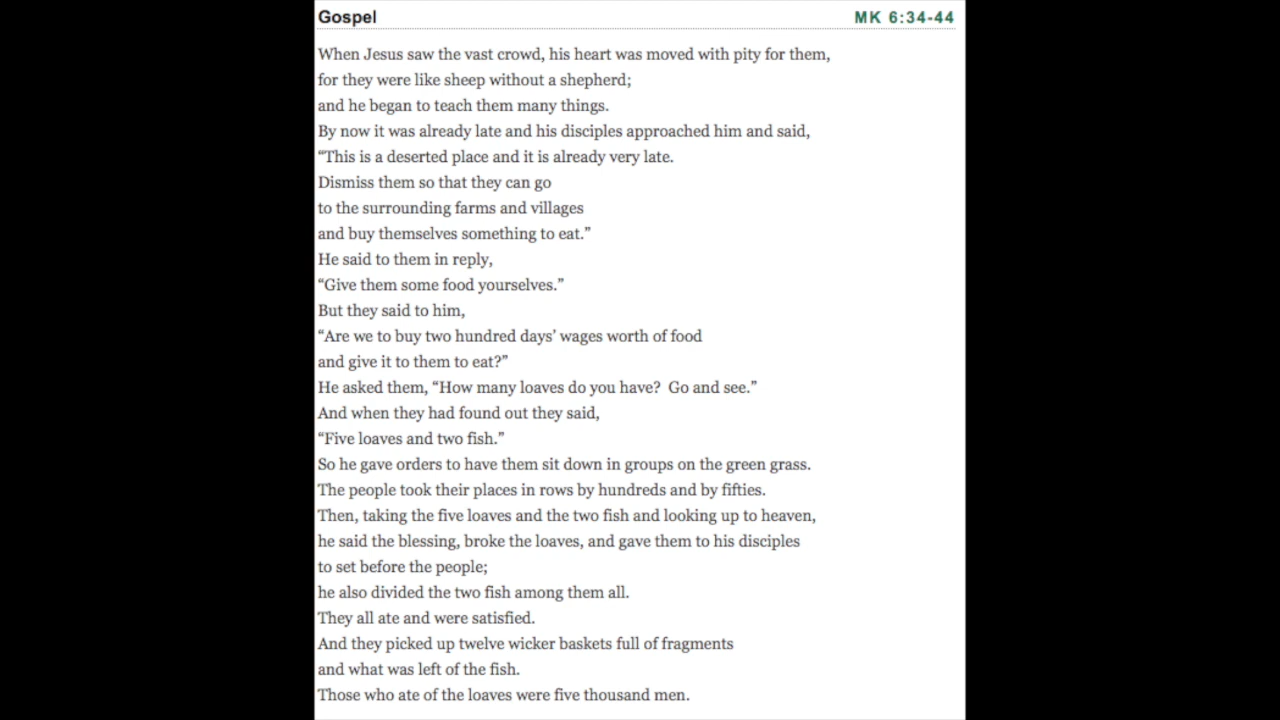 Gospel MK 6:34-44
When Jesus saw the vast crowd, his heart was moved with pity for them,
for they were like sheep without a shepherd;
and he began to teach them many things.
By now it was already late and his disciples approached him and said,
“This is a deserted place and it is already very late.
Dismiss them so that they can go
to the surrounding farms and villages
and buy themselves something to eat.”
He said to them in reply,
“Give them some food yourselves.”
But they said to him,
“Are we to buy two hundred days’ wages worth of food
and give it to them to eat?”
He asked them, “How many loaves do you have?  Go and see.”
And when they had found out they said,
“Five loaves and two fish.”
So he gave orders to have them sit down in groups on the green grass.
The people took their places in rows by hundreds and by fifties.
Then, taking the five loaves and the two fish and looking up to heaven,
he said the blessing, broke the loaves, and gave them to his disciples
to set before the people;
he also divided the two fish among them all.
They all ate and were satisfied.
And they picked up twelve wicker baskets full of fragments
and what was left of the fish.
Those who ate of the loaves were five thousand men.